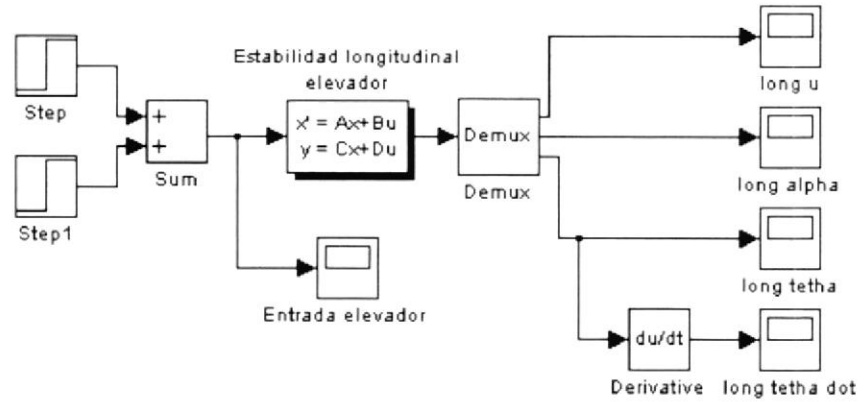 Step
Step1
+
+
Sum
Estabilidad longitudinal
elevador
x' = Ax+Bu
y = Cx+Du
Entrada elevador
Demux
Demux
long u
long alpha
long tetha
du/dt
Derivative
long tetha dot